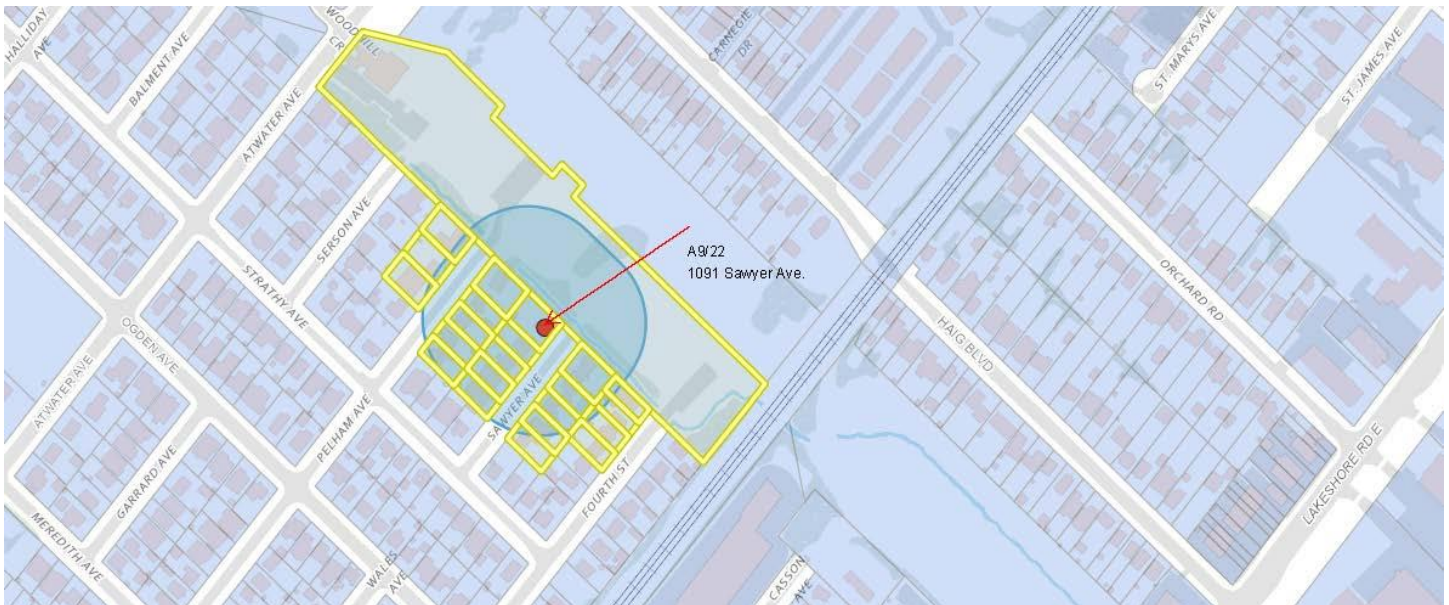 HALLIDAY
AVE
BALMENT AVE
WOODHILL
CR
CARNEGIE
DR
ST. MARYS AVE
ST. JAMES AVE
ATWATER AVE
SERSON AVE
STRATHY AVE
A9/22
1091 Sawyer Ave.
ORCHARD RD
OGDEN AVE
HAIG BLVD
ATWATER AVE
PELHAM AVE
SAWYER AVE
GARRARD AVE
FOURTH ST
LAKESHORE RD E
MEREDITH AVE
WALES
AVE
CASSON
AVE